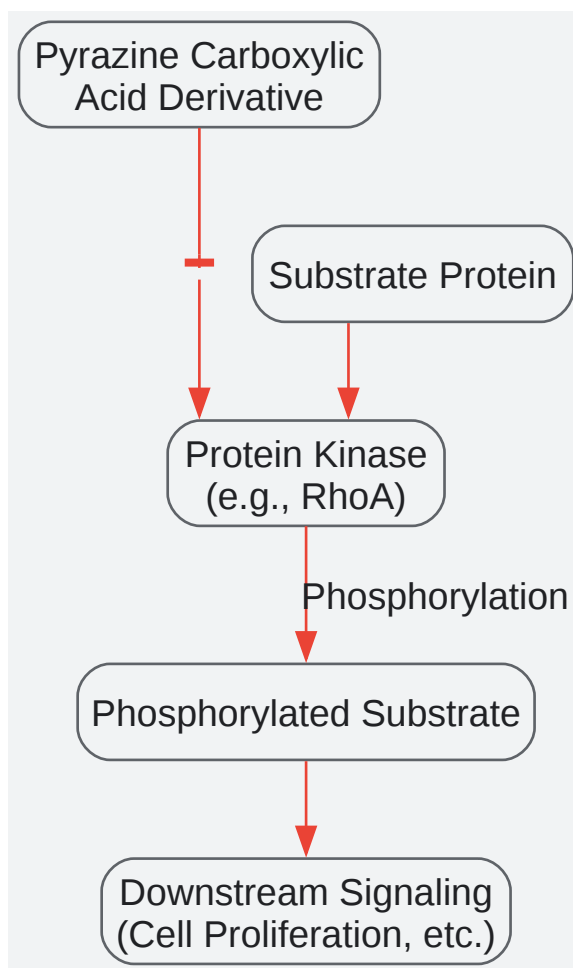 Pyrazine Carboxylic
Acid Derivative
Substrate Protein
Protein Kinase
(e.g., RhoA)
Phosphorylation
Phosphorylated Substrate
Downstream Signaling
(Cell Proliferation, etc.)